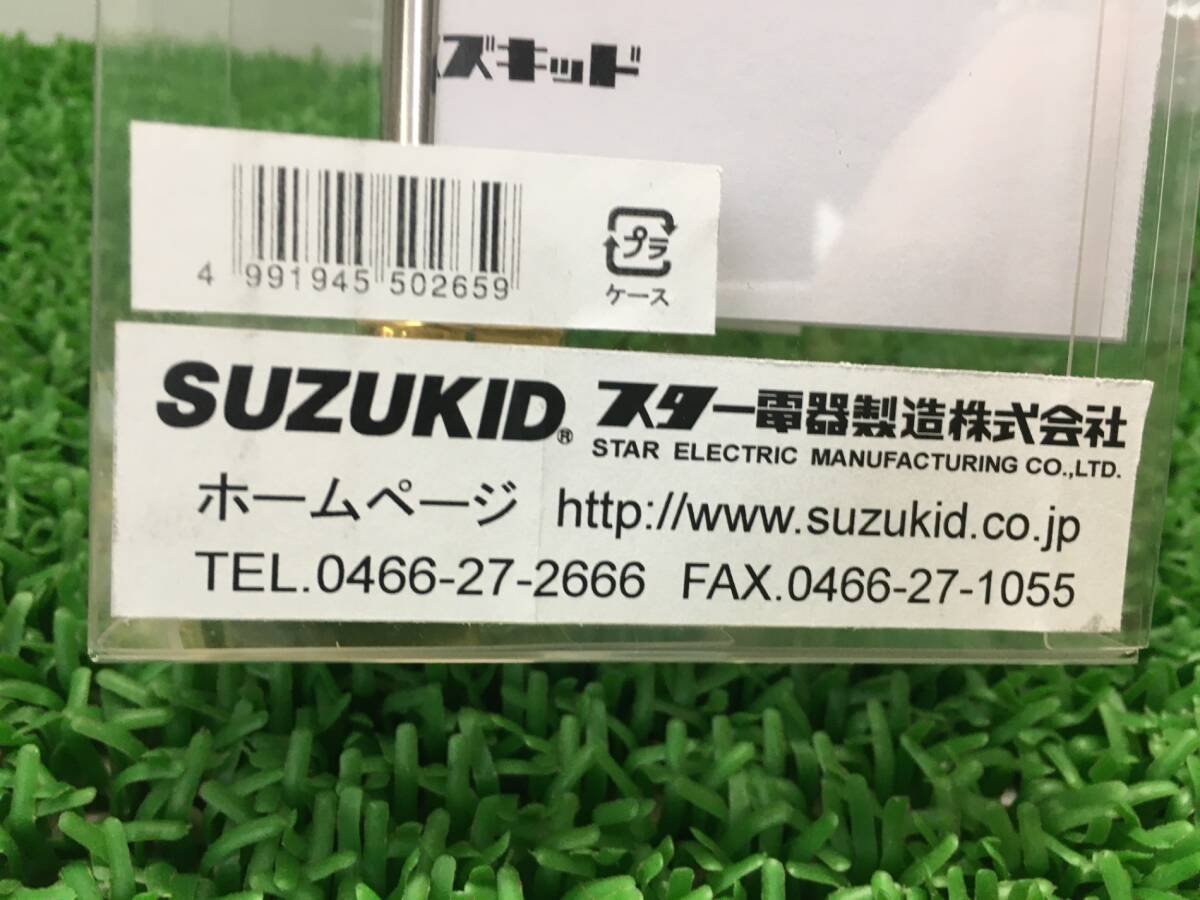 スズキッド
4 991945 502659
プラ
ケース
SUZUKID® スター電器製造株式会社
STAR ELECTRIC MANUFACTURING CO.,LTD.
ホームページ http://www.suzukid.co.jp
TEL.0466-27-2666 FAX.0466-27-1055